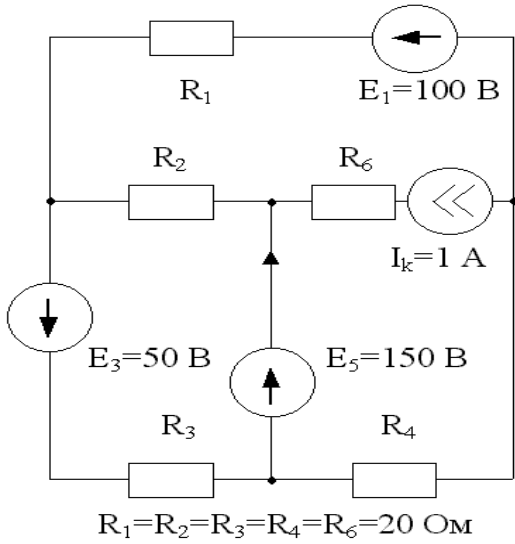 R₁
E₁=100 В
R₂
R₆
Iₖ=1 А
E₃=50 В
E₅=150 В
R₃
R₄
R₁=R₂=R₃=R₄=R₆=20 Ом